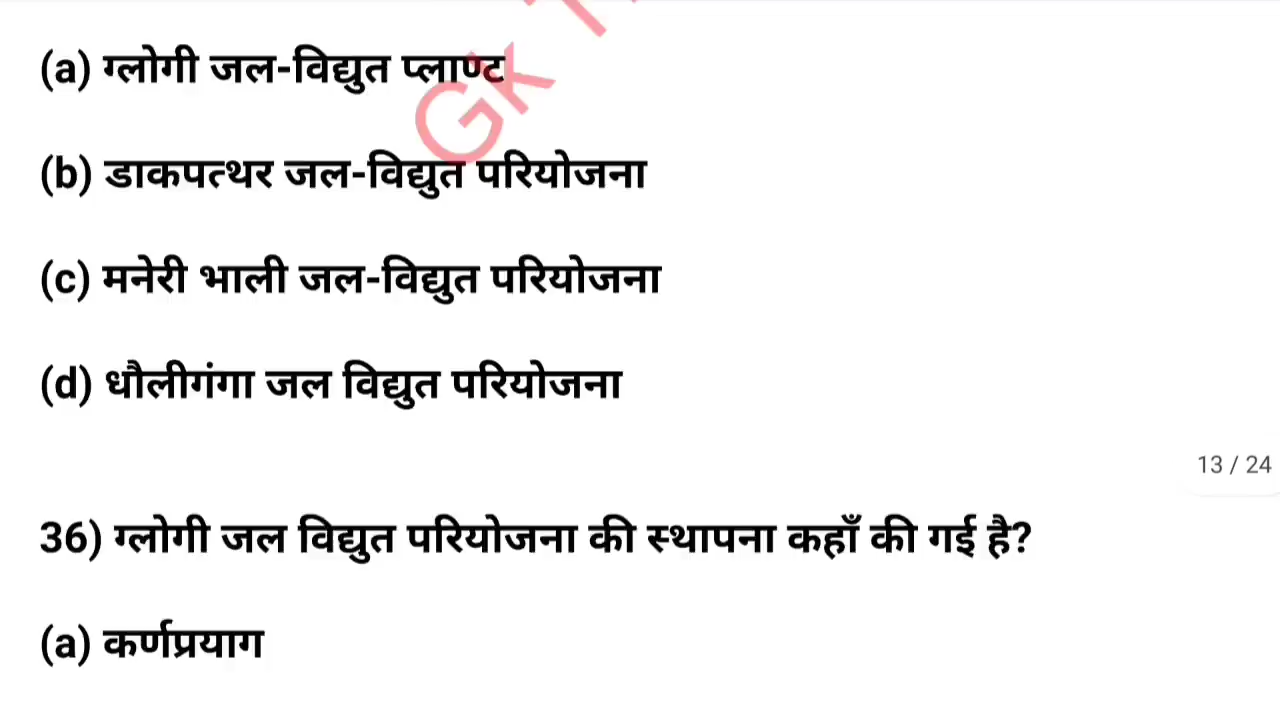 (a) ग्लोगी जल-विद्युत प्लाण्ट
(b) डाकपत्थर जल-विद्युत परियोजना
(c) मनेरी भाली जल-विद्युत परियोजना
(d) धौलीगंगा जल विद्युत परियोजना
13 / 24
36) ग्लोगी जल विद्युत परियोजना की स्थापना कहाँ की गई है?
(a) कर्णप्रयाग
Gk